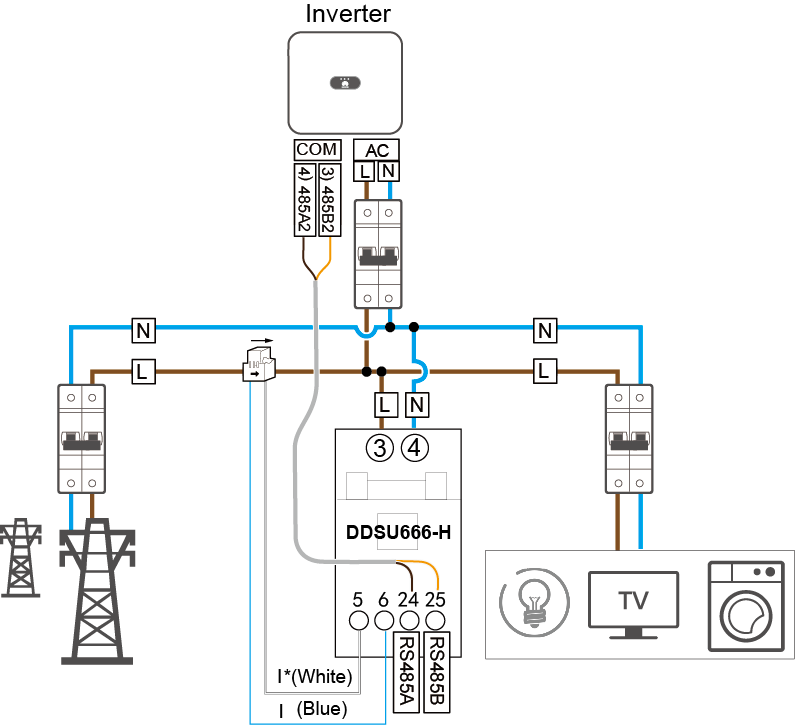 Inverter
COM
AC
L
N
4) 485A2
3) 485B2
N
N
L
L
L
N
3
4
DDSU666-H
5
6
24
25
RS485A
RS485B
I*(White)
I (Blue)
TV